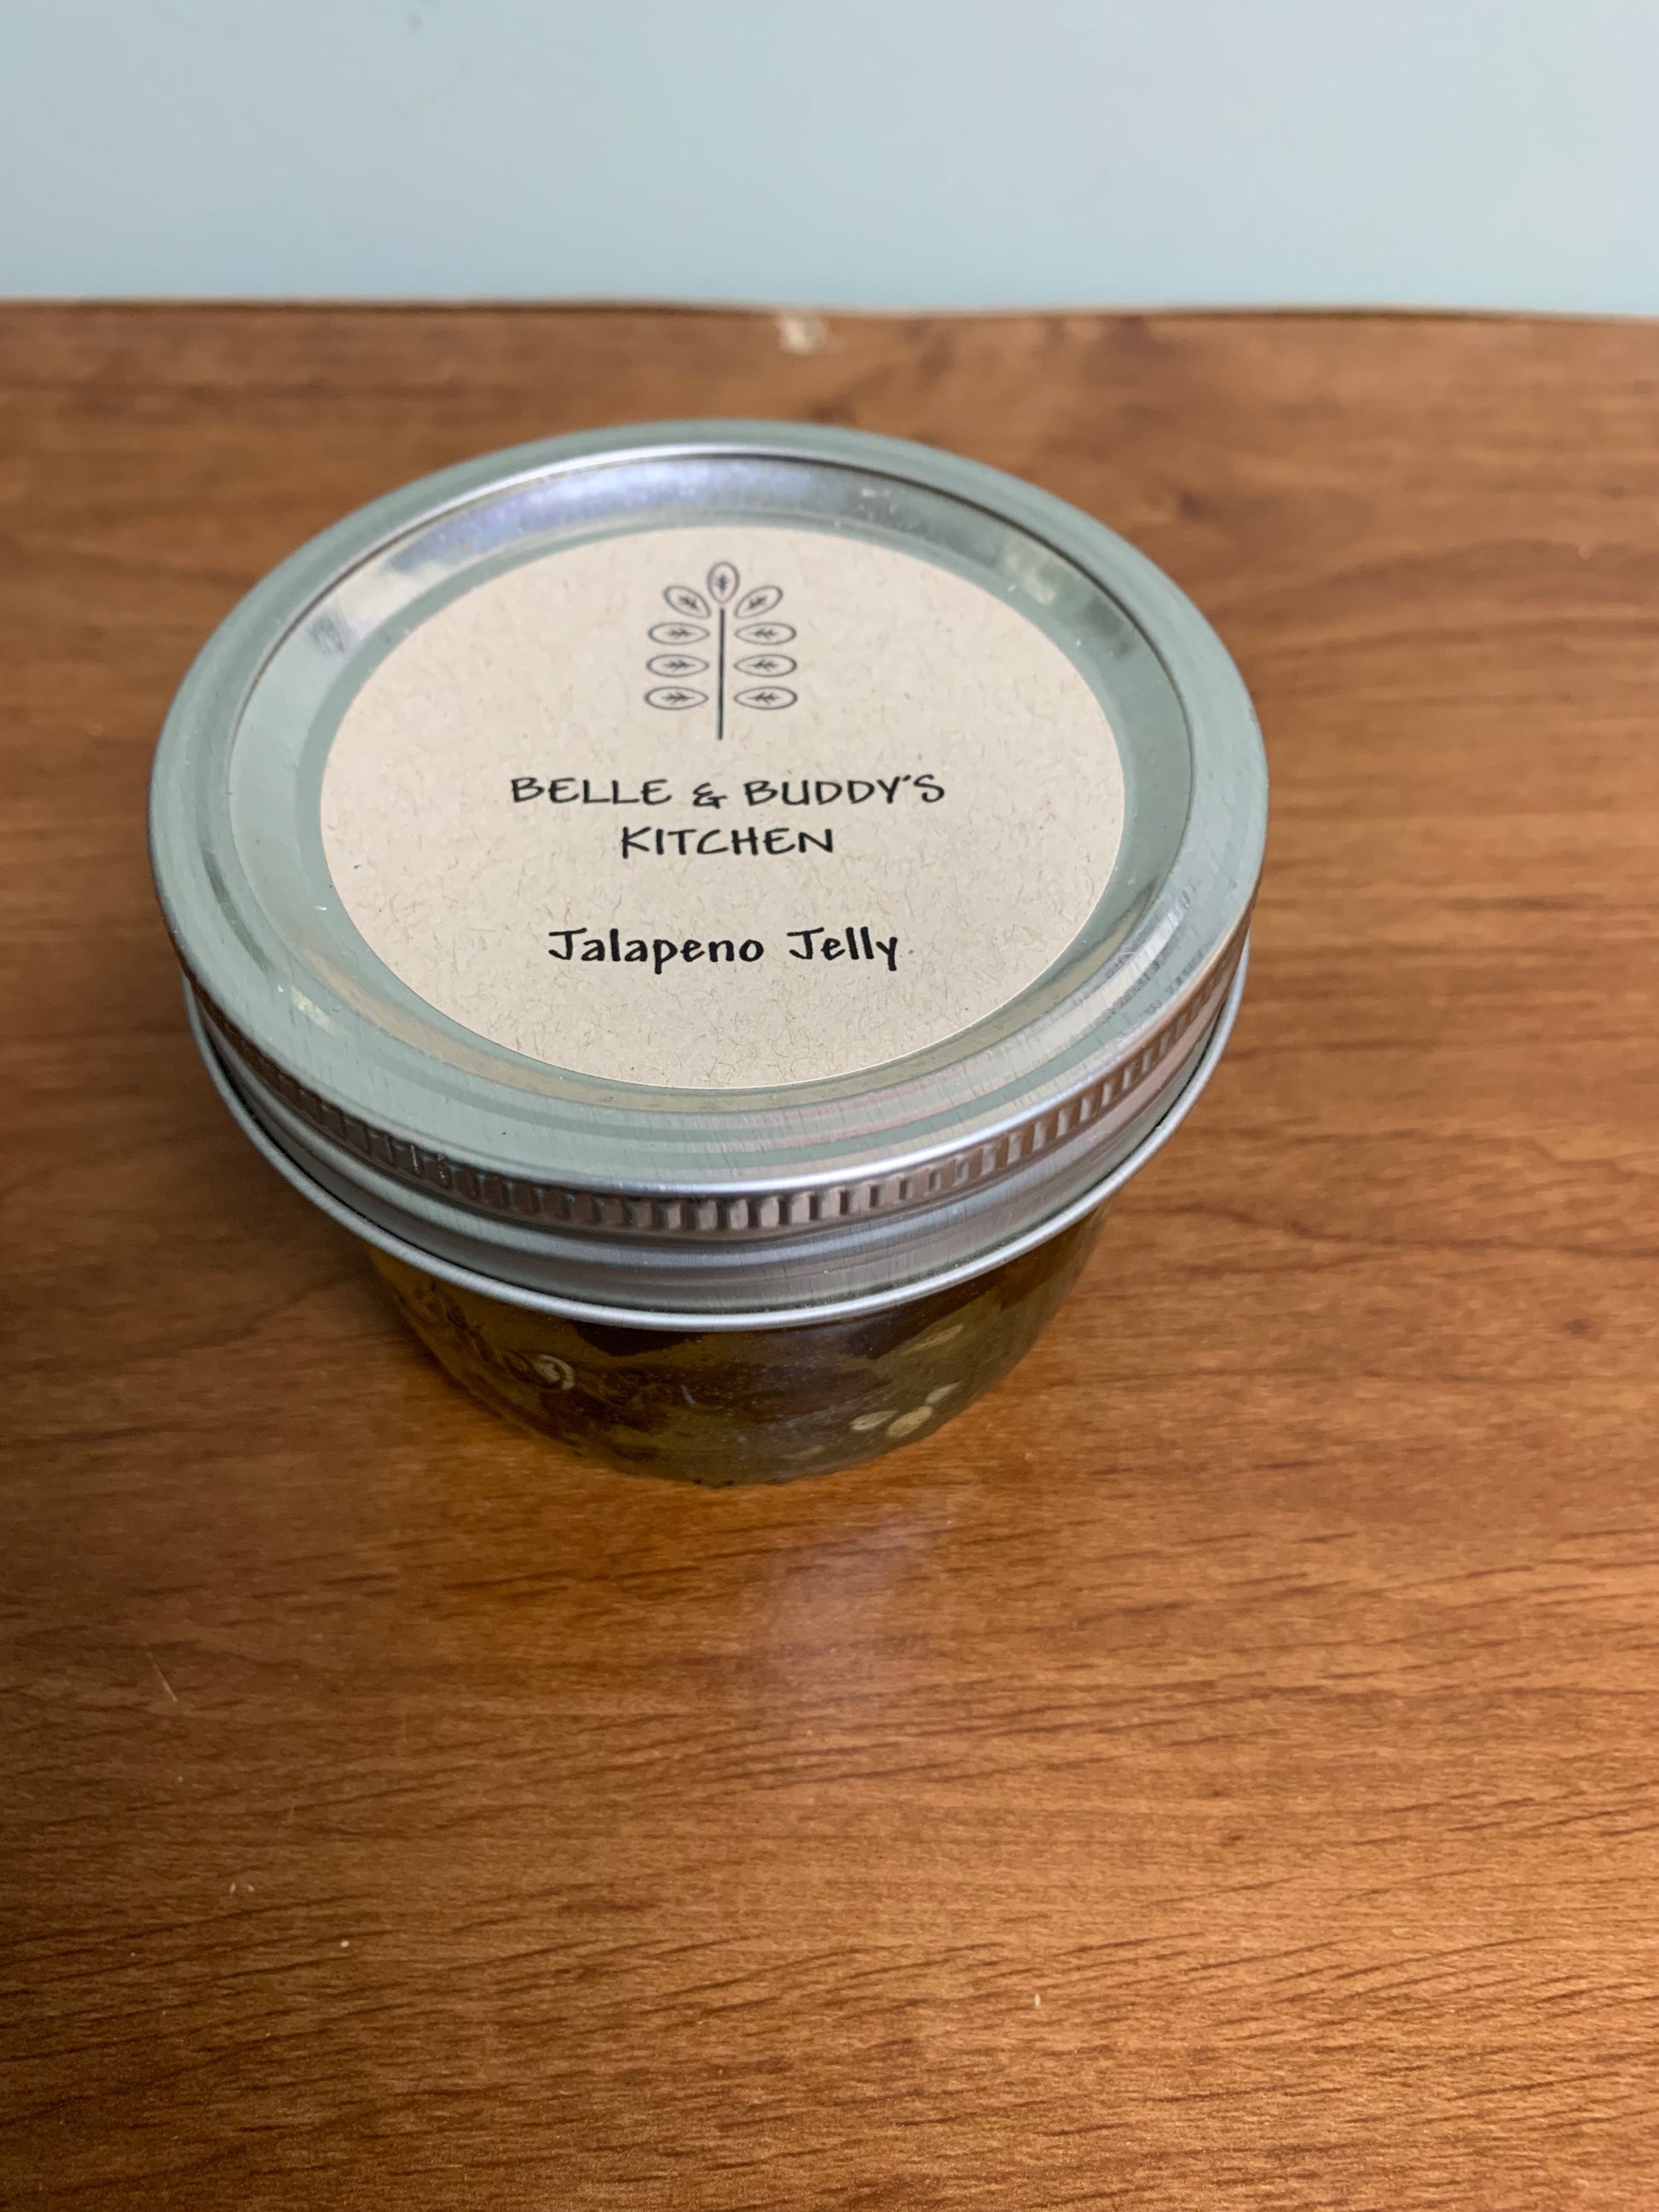 BELLE & BUDDY'S
KITCHEN
Jalapeno Jelly